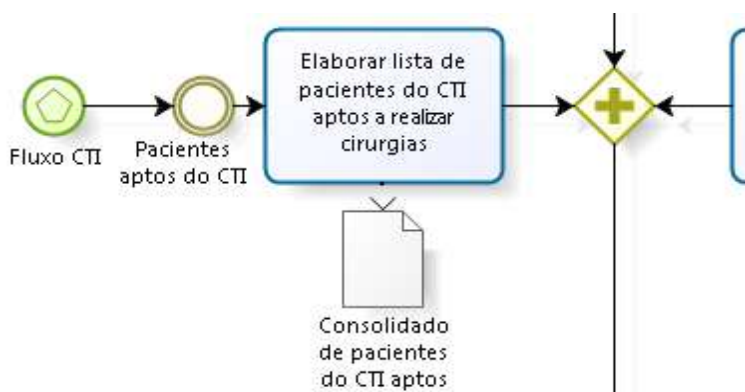 Fluxo CTI
Pacientes
aptos do CTI
Elaborar lista de
pacientes do CTI
aptos a realizar
cirurgias
Consolidado
de pacientes
do CTI aptos